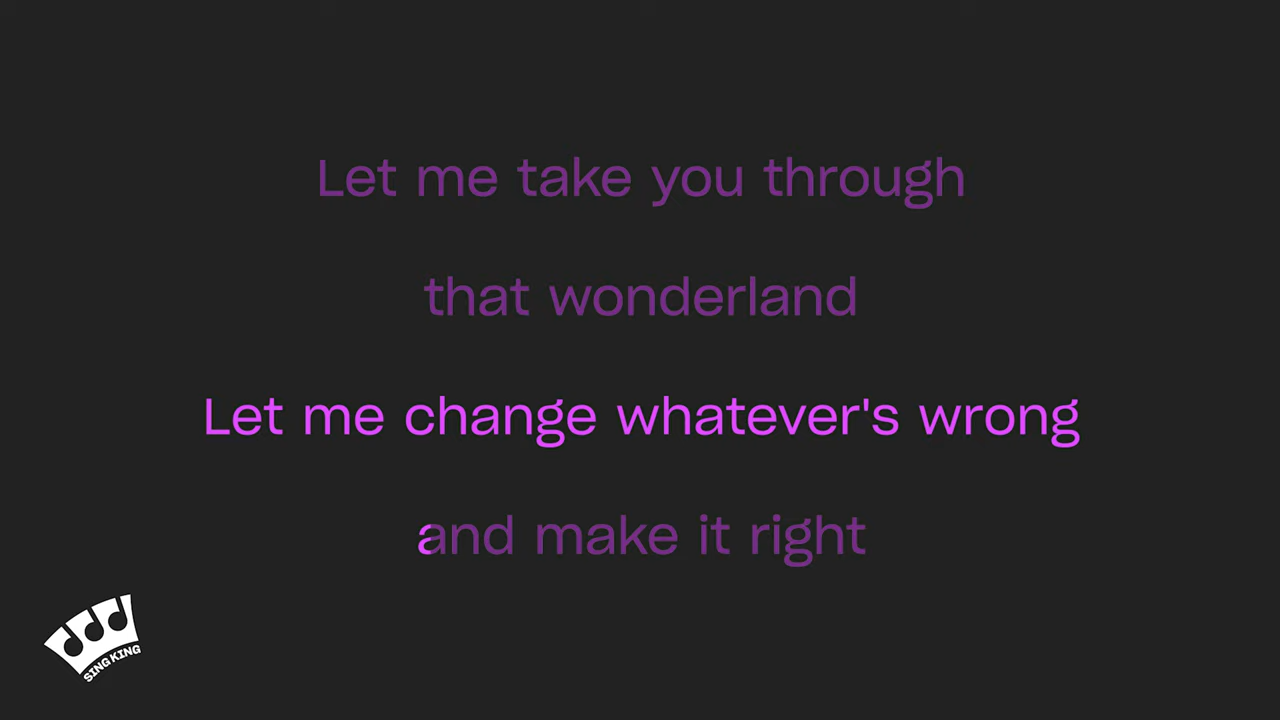 Let me take you through
that wonderland
Let me change whatever's wrong
and make it right
SING KING